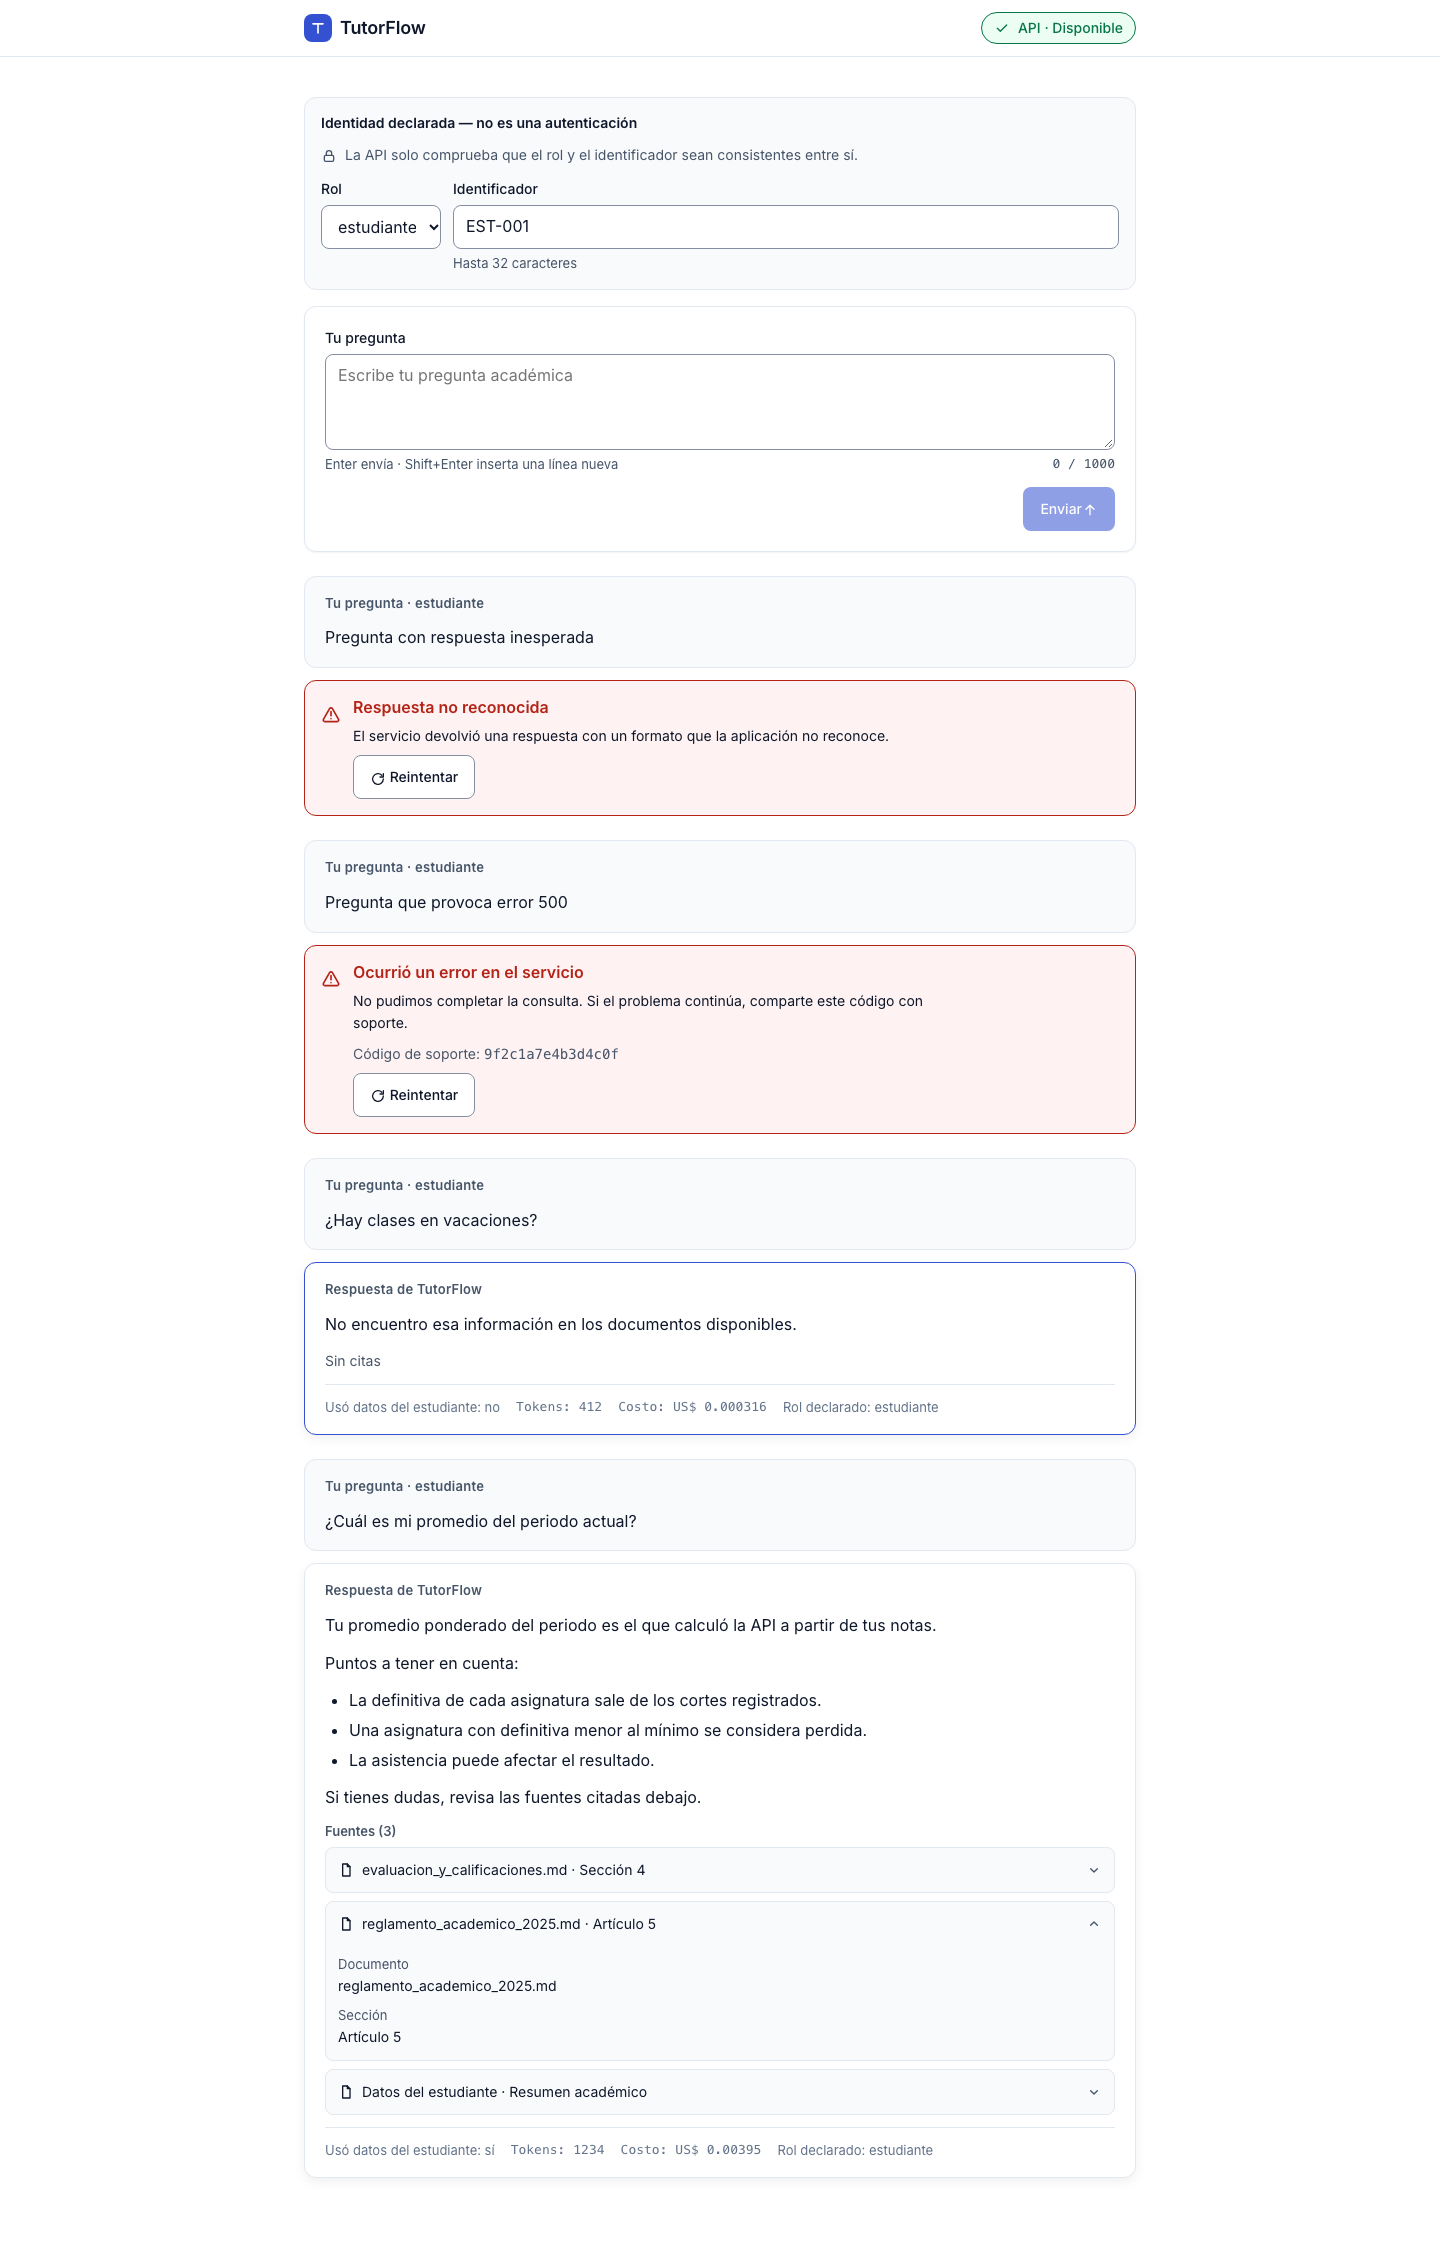 T TutorFlow
API · Disponible
Identidad declarada — no es una autenticación
La API solo comprueba que el rol y el identificador sean consistentes entre sí.
Rol
Identificador
estudiante
EST-001
Hasta 32 caracteres
Tu pregunta
Escribe tu pregunta académica
Enter envía · Shift+Enter inserta una línea nueva
0 / 1000
Enviar↑
Tu pregunta · estudiante
Pregunta con respuesta inesperada
Respuesta no reconocida
El servicio devolvió una respuesta con un formato que la aplicación no reconoce.
Reintentar
Tu pregunta · estudiante
Pregunta que provoca error 500
Ocurrió un error en el servicio
No pudimos completar la consulta. Si el problema continúa, comparte este código con
soporte.
Código de soporte: 9f2c1a7e4b3d4c0f
Reintentar
Tu pregunta · estudiante
¿Hay clases en vacaciones?
Respuesta de TutorFlow
No encuentro esa información en los documentos disponibles.
Sin citas
Usó datos del estudiante: no Tokens: 412 Costo: US$ 0.000316 Rol declarado: estudiante
Tu pregunta · estudiante
¿Cuál es mi promedio del periodo actual?
Respuesta de TutorFlow
Tu promedio ponderado del periodo es el que calculó la API a partir de tus notas.
Puntos a tener en cuenta:
• La definitiva de cada asignatura sale de los cortes registrados.
• Una asignatura con definitiva menor al mínimo se considera perdida.
• La asistencia puede afectar el resultado.
Si tienes dudas, revisa las fuentes citadas debajo.
Fuentes (3)
evaluacion_y_calificaciones.md · Sección 4
reglamento_academico_2025.md · Artículo 5
Documento
reglamento_academico_2025.md
Sección
Artículo 5
Datos del estudiante · Resumen académico
Usó datos del estudiante: sí Tokens: 1234 Costo: US$ 0.00395 Rol declarado: estudiante